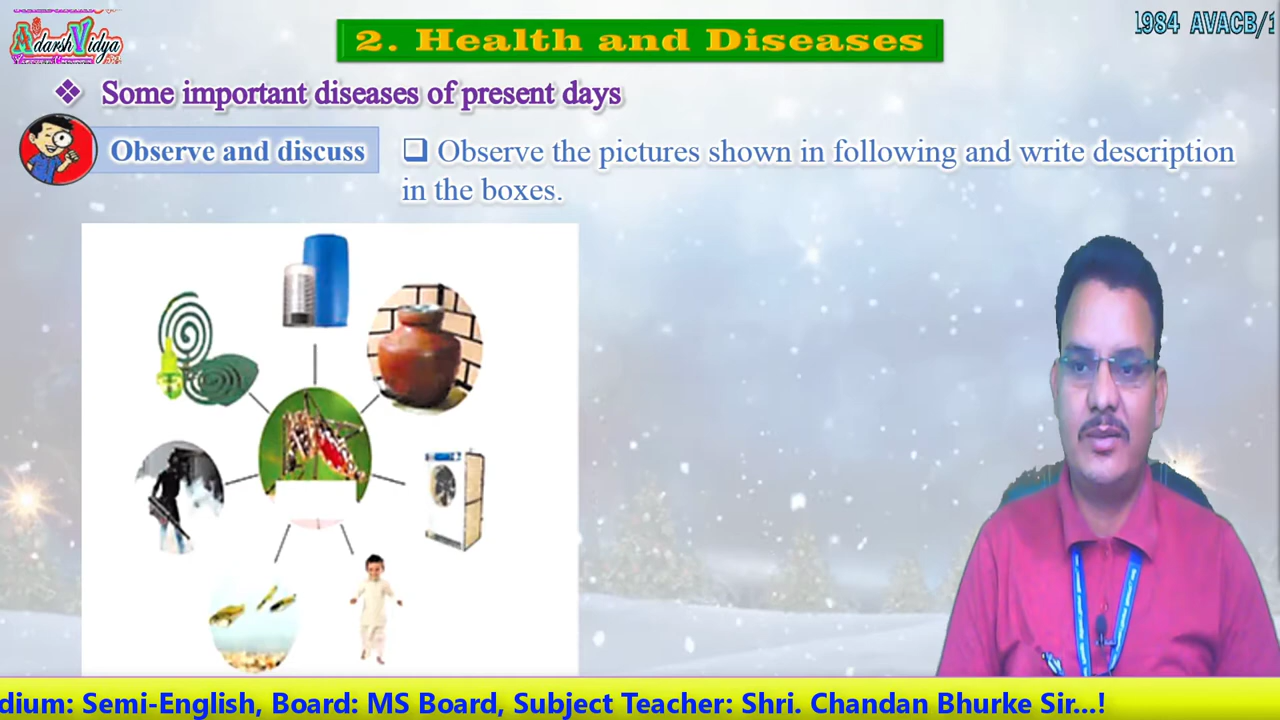 Adarsh Vidya
2. Health and Diseases
1984 AVACB/1
Some important diseases of present days
Observe and discuss
Observe the pictures shown in following and write description
in the boxes.
dium: Semi-English, Board: MS Board, Subject Teacher: Shri. Chandan Bhurke Sir...!